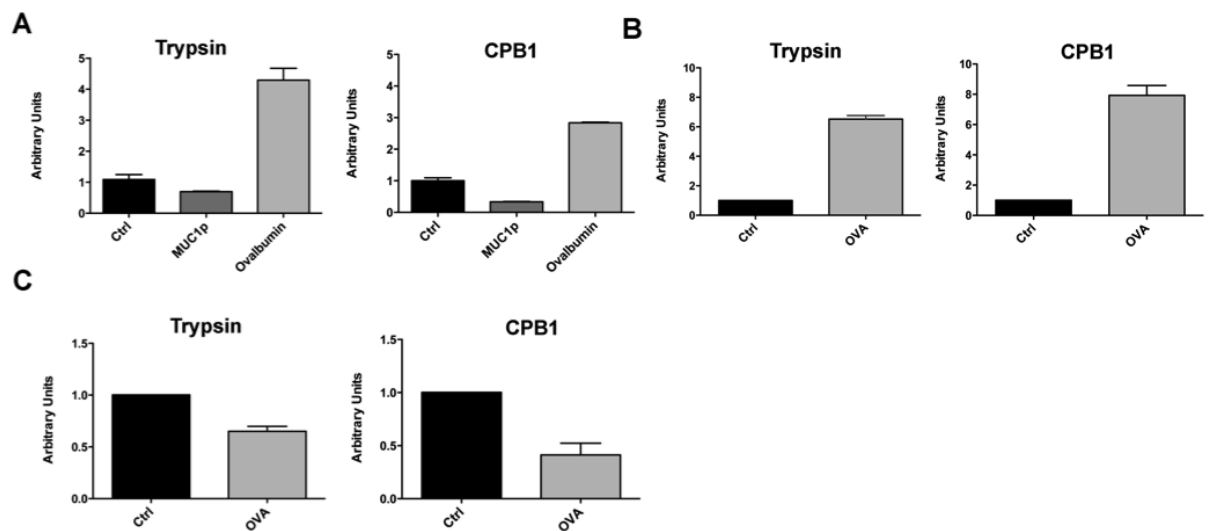 A
Trypsin
Arbitrary Units
5
4
3
2
1
0
Ctrl
MUC1p
Ovalbumin
CPB1
Arbitrary Units
5
4
3
2
1
0
Ctrl
MUC1p
Ovalbumin
B
Trypsin
Arbitrary Units
10
8
6
4
2
0
Ctrl
OVA
CPB1
Arbitrary Units
10
8
6
4
2
0
Ctrl
OVA
C
Trypsin
Arbitrary Units
1.5
1.0
0.5
0.0
Ctrl
OVA
CPB1
Arbitrary Units
1.5
1.0
0.5
0.0
Ctrl
OVA